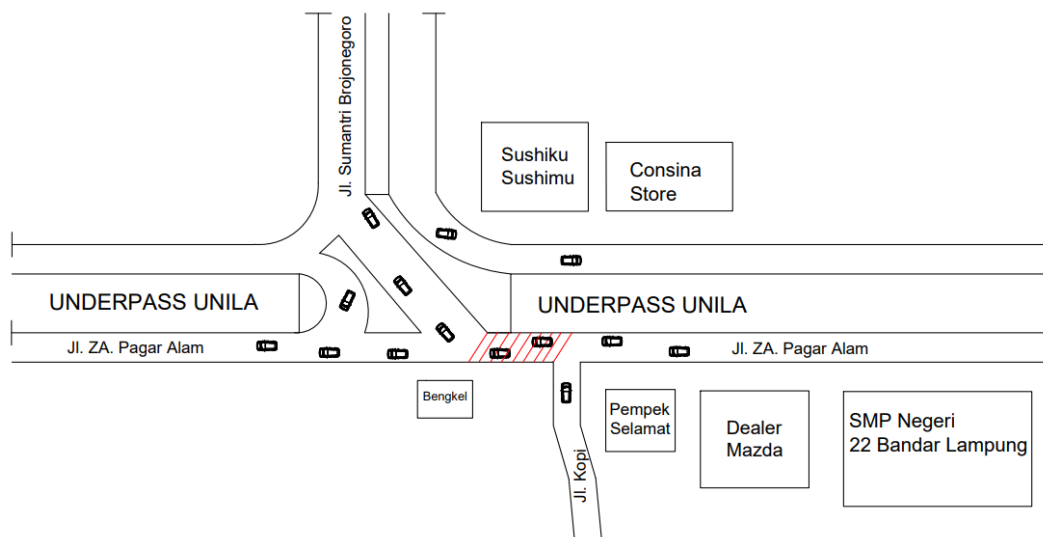 Jl. Sumantri Brojonegoro
Sushiku
Sushimu
Consina
Store
UNDERPASS UNILA
UNDERPASS UNILA
Jl. ZA. Pagar Alam
Jl. ZA. Pagar Alam
Bengkel
Pempek
Selamat
Dealer
Mazda
SMP Negeri
22 Bandar Lampung
Jl. Kopi